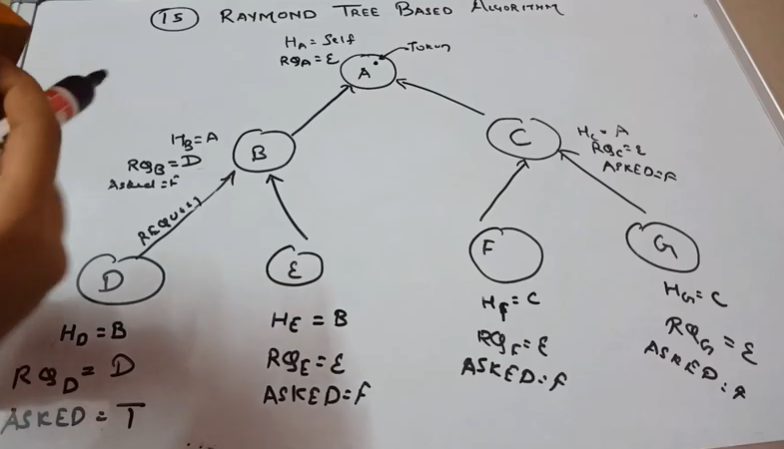 15 RAYMOND TREE BASED ALGORITHM
HA = Self
RQA = ε
Token
A
HB = A
RQB = D
Asked = F
B
C
HC = A
RQC = ε
ASKED = F
REQUEST
D
E
F
G
HD = B
RQD = D
ASKED = T
HE = B
RQE = ε
ASKED = F
HF = C
RQF = ε
ASKED = F
HG = C
RQG = ε
ASKED = F